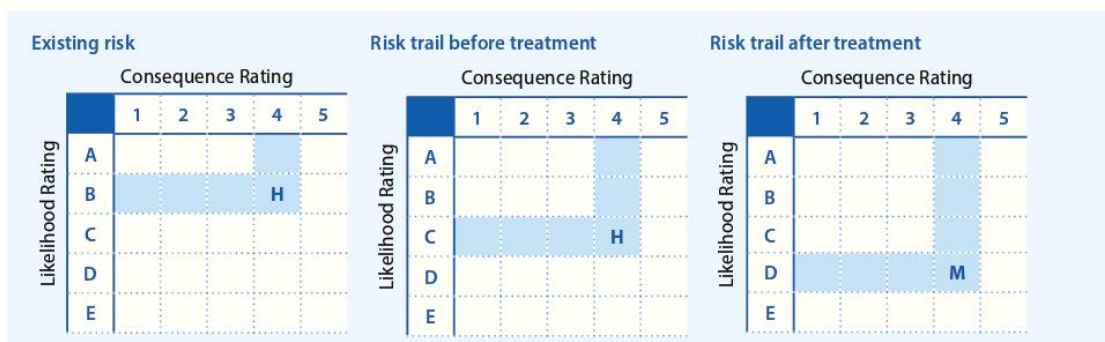 Existing risk
Consequence Rating
1 2 3 4 5
Likelihood Rating
A
B H
C
D
E
Risk trail before treatment
Consequence Rating
1 2 3 4 5
Likelihood Rating
A
B
C H
D
E
Risk trail after treatment
Consequence Rating
1 2 3 4 5
Likelihood Rating
A
B
C
D M
E